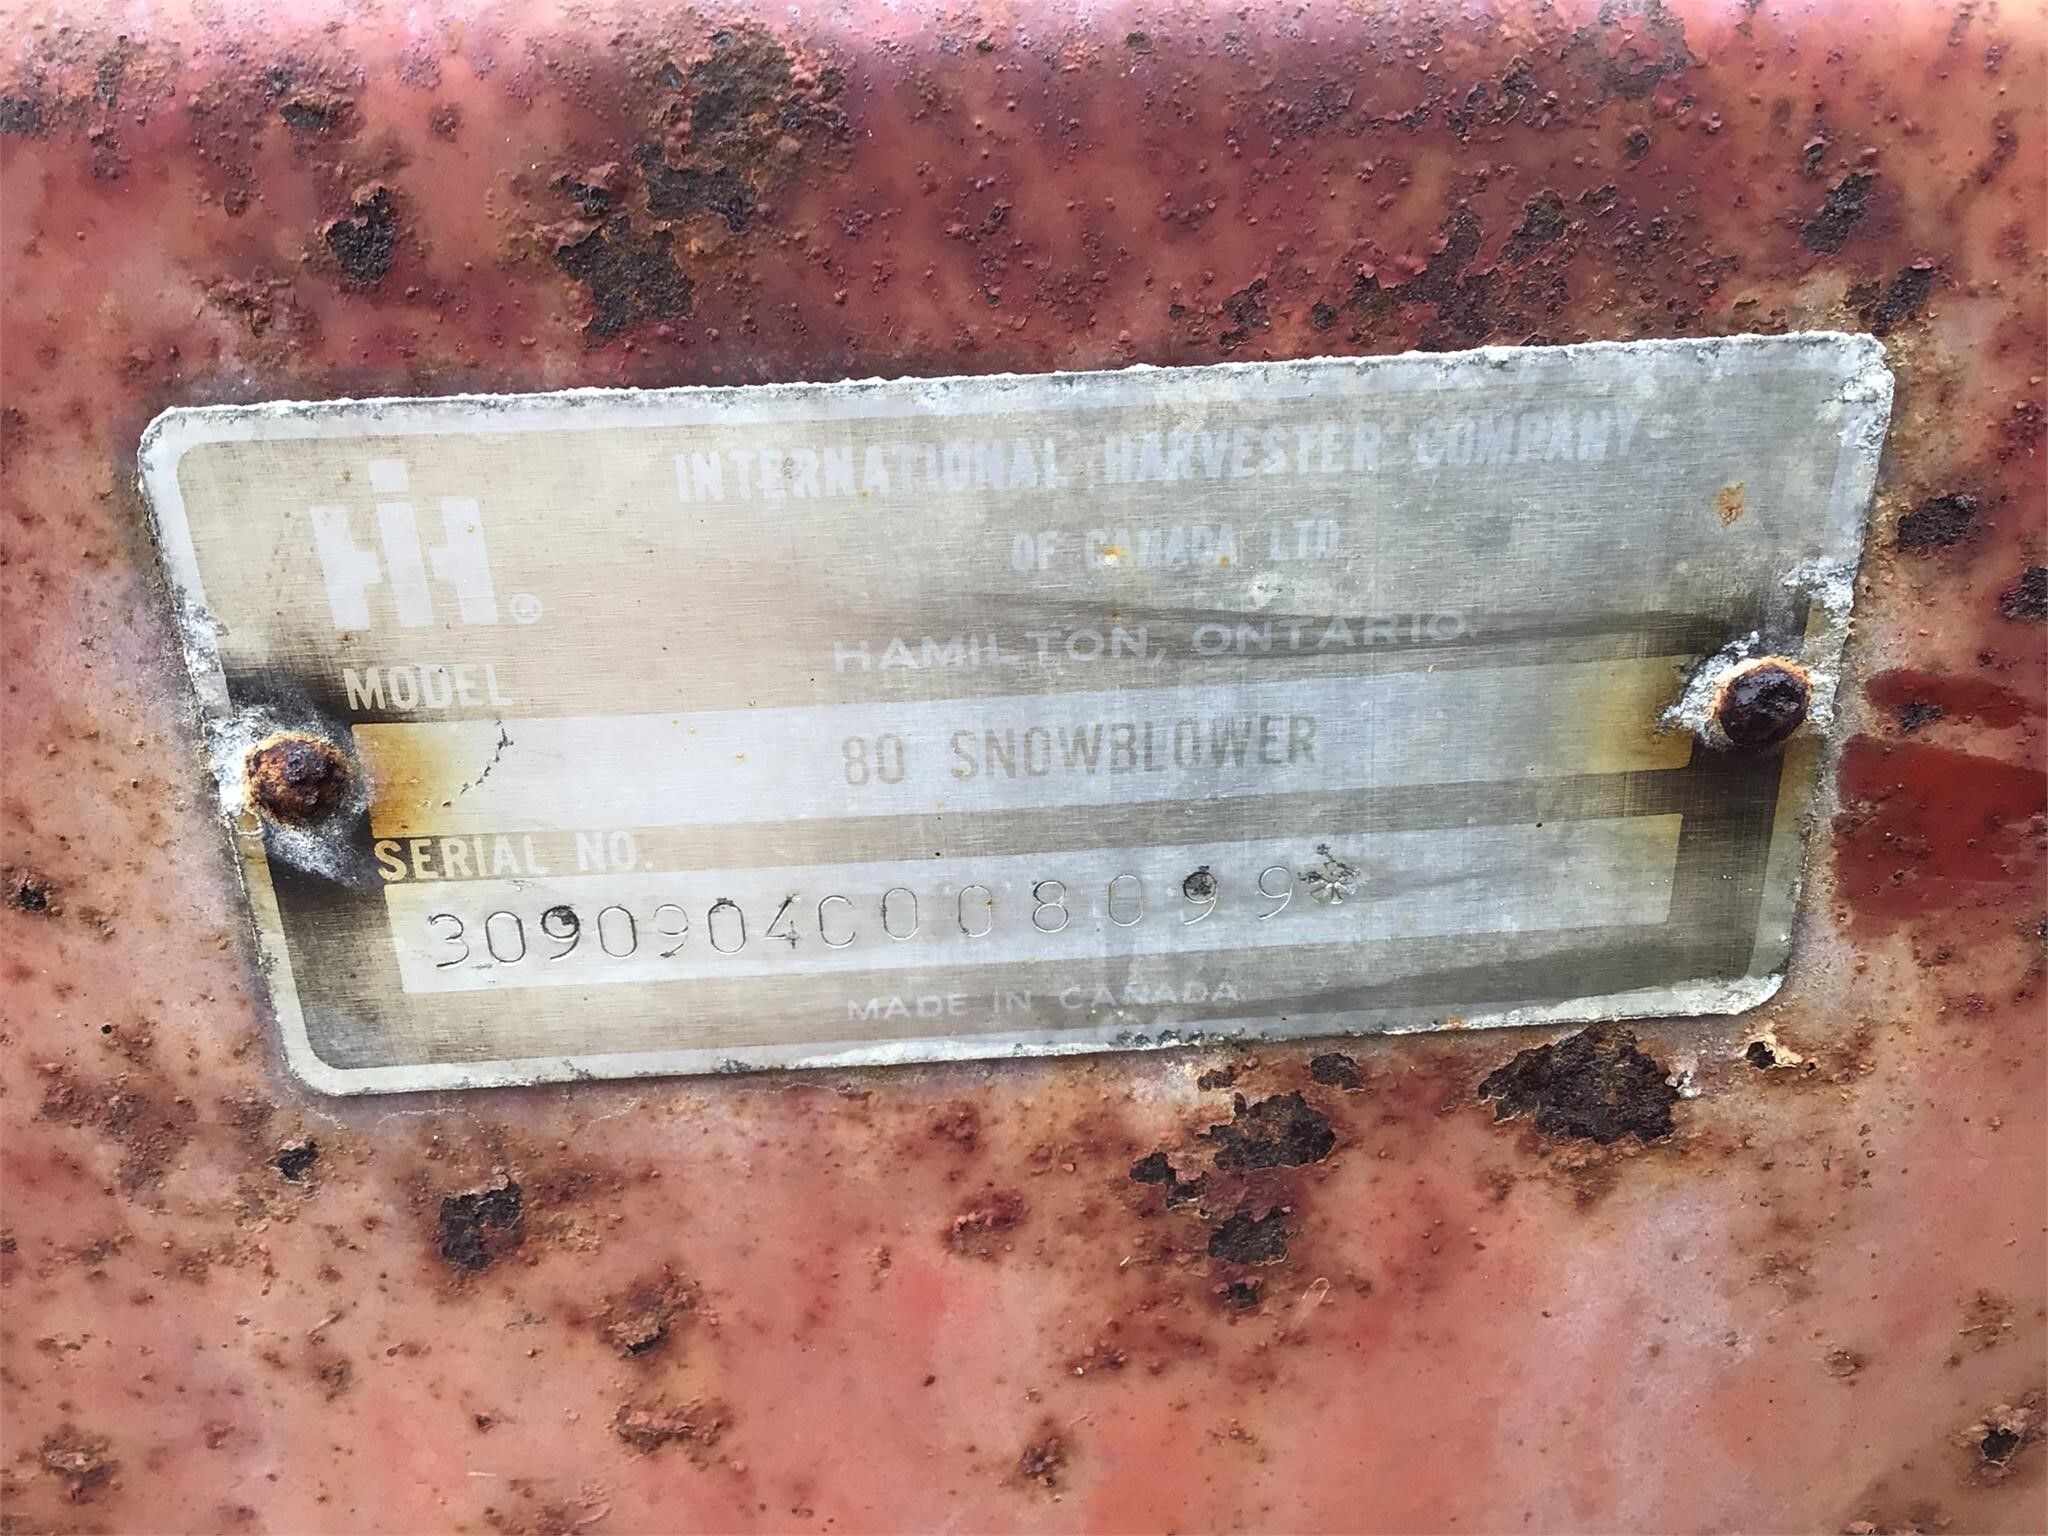 IH®
INTERNATIONAL HARVESTER COMPANY
OF CANADA LTD
HAMILTON, ONTARIO.
MODEL
80 SNOWBLOWER
SERIAL NO.
3090904C008099*
MADE IN CANADA